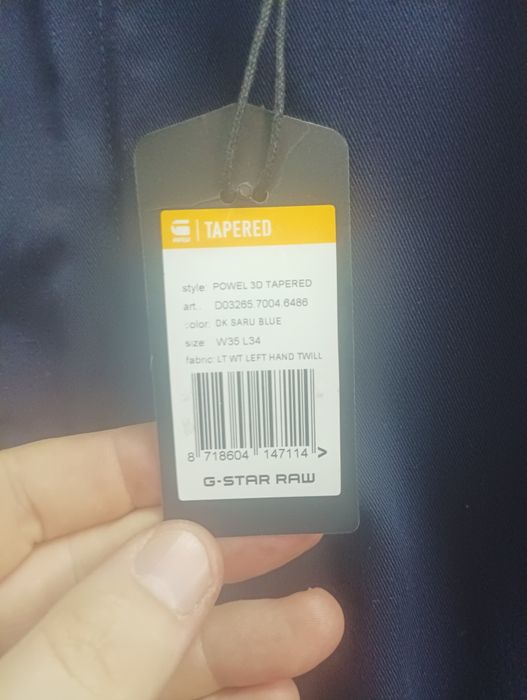 TAPERED
style: POWEL 3D TAPERED
art.: D03265.7004.6486
color: DK SARU BLUE
size: W35 L34
fabric: LT WT LEFT HAND TWILL
8 718604 147114 >
G-STAR RAW